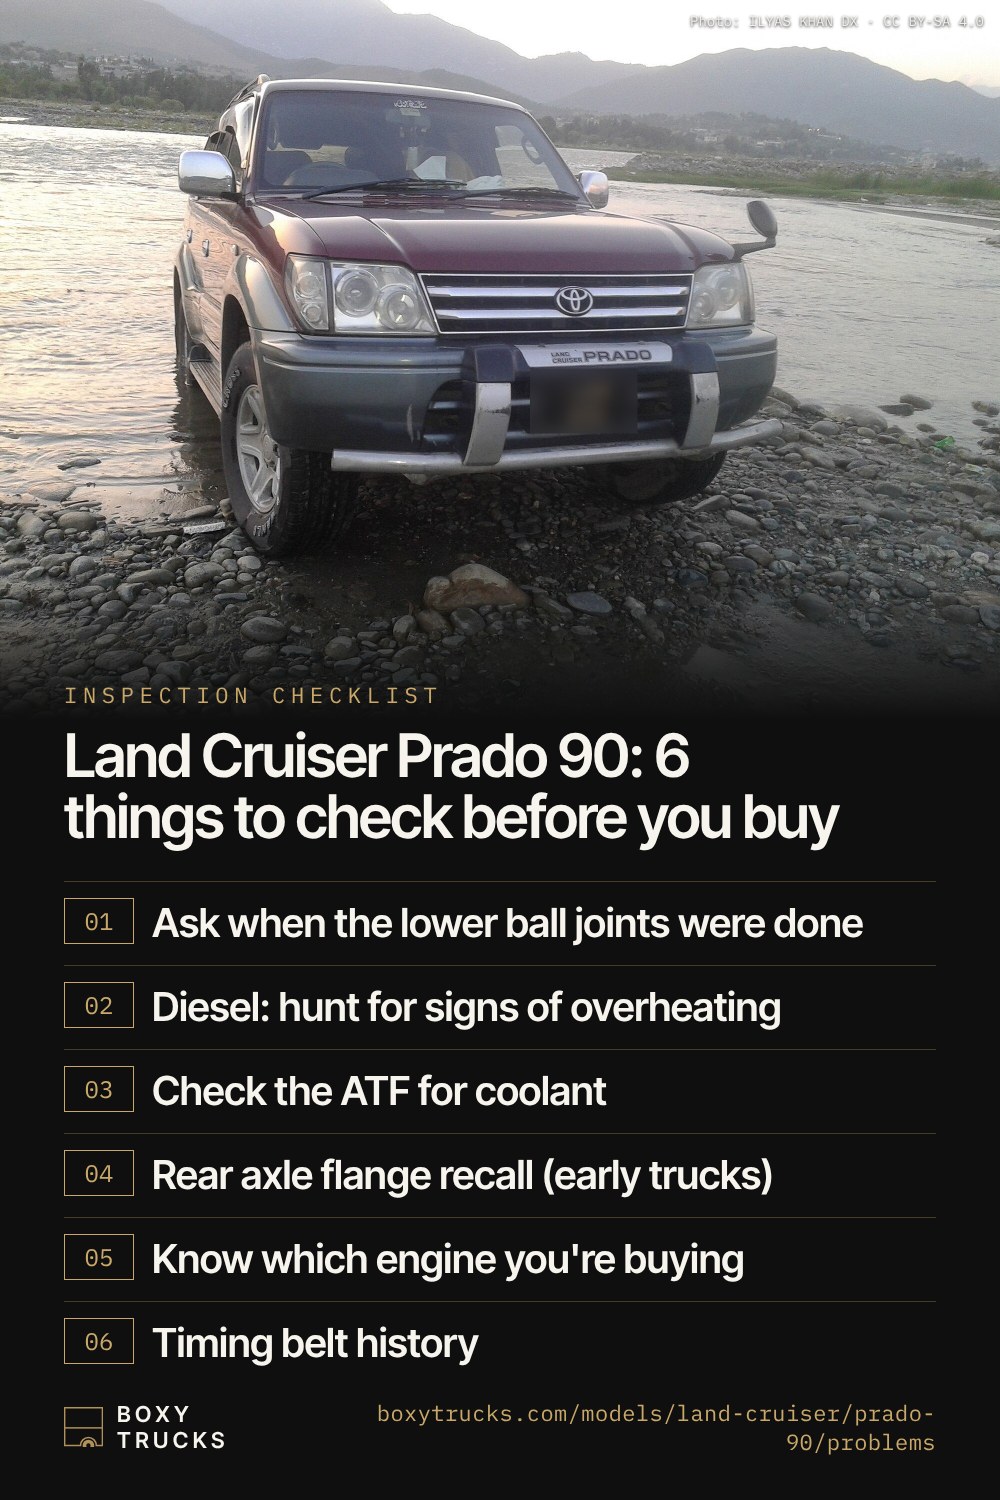 Photo: ILYAS KHAN DX · CC BY-SA 4.0
LAND CRUISER PRADO
INSPECTION CHECKLIST
Land Cruiser Prado 90: 6
things to check before you buy
01 Ask when the lower ball joints were done
02 Diesel: hunt for signs of overheating
03 Check the ATF for coolant
04 Rear axle flange recall (early trucks)
05 Know which engine you're buying
06 Timing belt history
BOXY
TRUCKS
boxytrucks.com/models/land-cruiser/prado-
90/problems